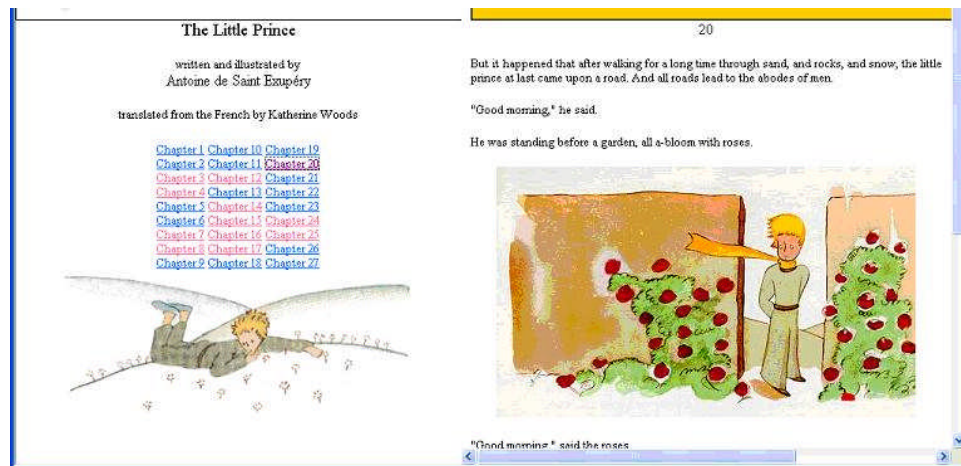 The Little Prince
written and illustrated by
Antoine de Saint Exupéry
translated from the French by Katherine Woods
Chapter 1 Chapter 10 Chapter 19
Chapter 2 Chapter 11 Chapter 20
Chapter 3 Chapter 12 Chapter 21
Chapter 4 Chapter 13 Chapter 22
Chapter 5 Chapter 14 Chapter 23
Chapter 6 Chapter 15 Chapter 24
Chapter 7 Chapter 16 Chapter 25
Chapter 8 Chapter 17 Chapter 26
Chapter 9 Chapter 18 Chapter 27
20
But it happened that after walking for a long time through sand, and rocks, and snow, the little
prince at last came upon a road. And all roads lead to the abodes of men.
"Good morning," he said.
He was standing before a garden, all a-bloom with roses.
"Good morning," said the roses.